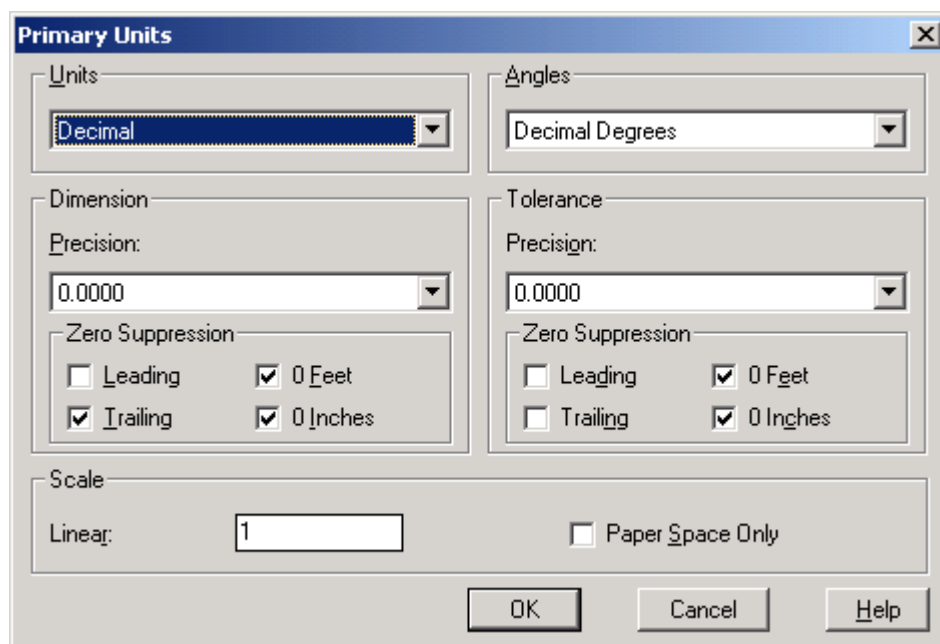 Primary Units
Units
Angles
Decimal
Decimal Degrees
Dimension
Tolerance
Precision:
Precision:
0.0000
0.0000
Zero Suppression
Zero Suppression
Leading
0 Feet
Leading
0 Feet
Trailing
0 Inches
Trailing
0 Inches
Scale
Linear:
1
Paper Space Only
OK
Cancel
Help